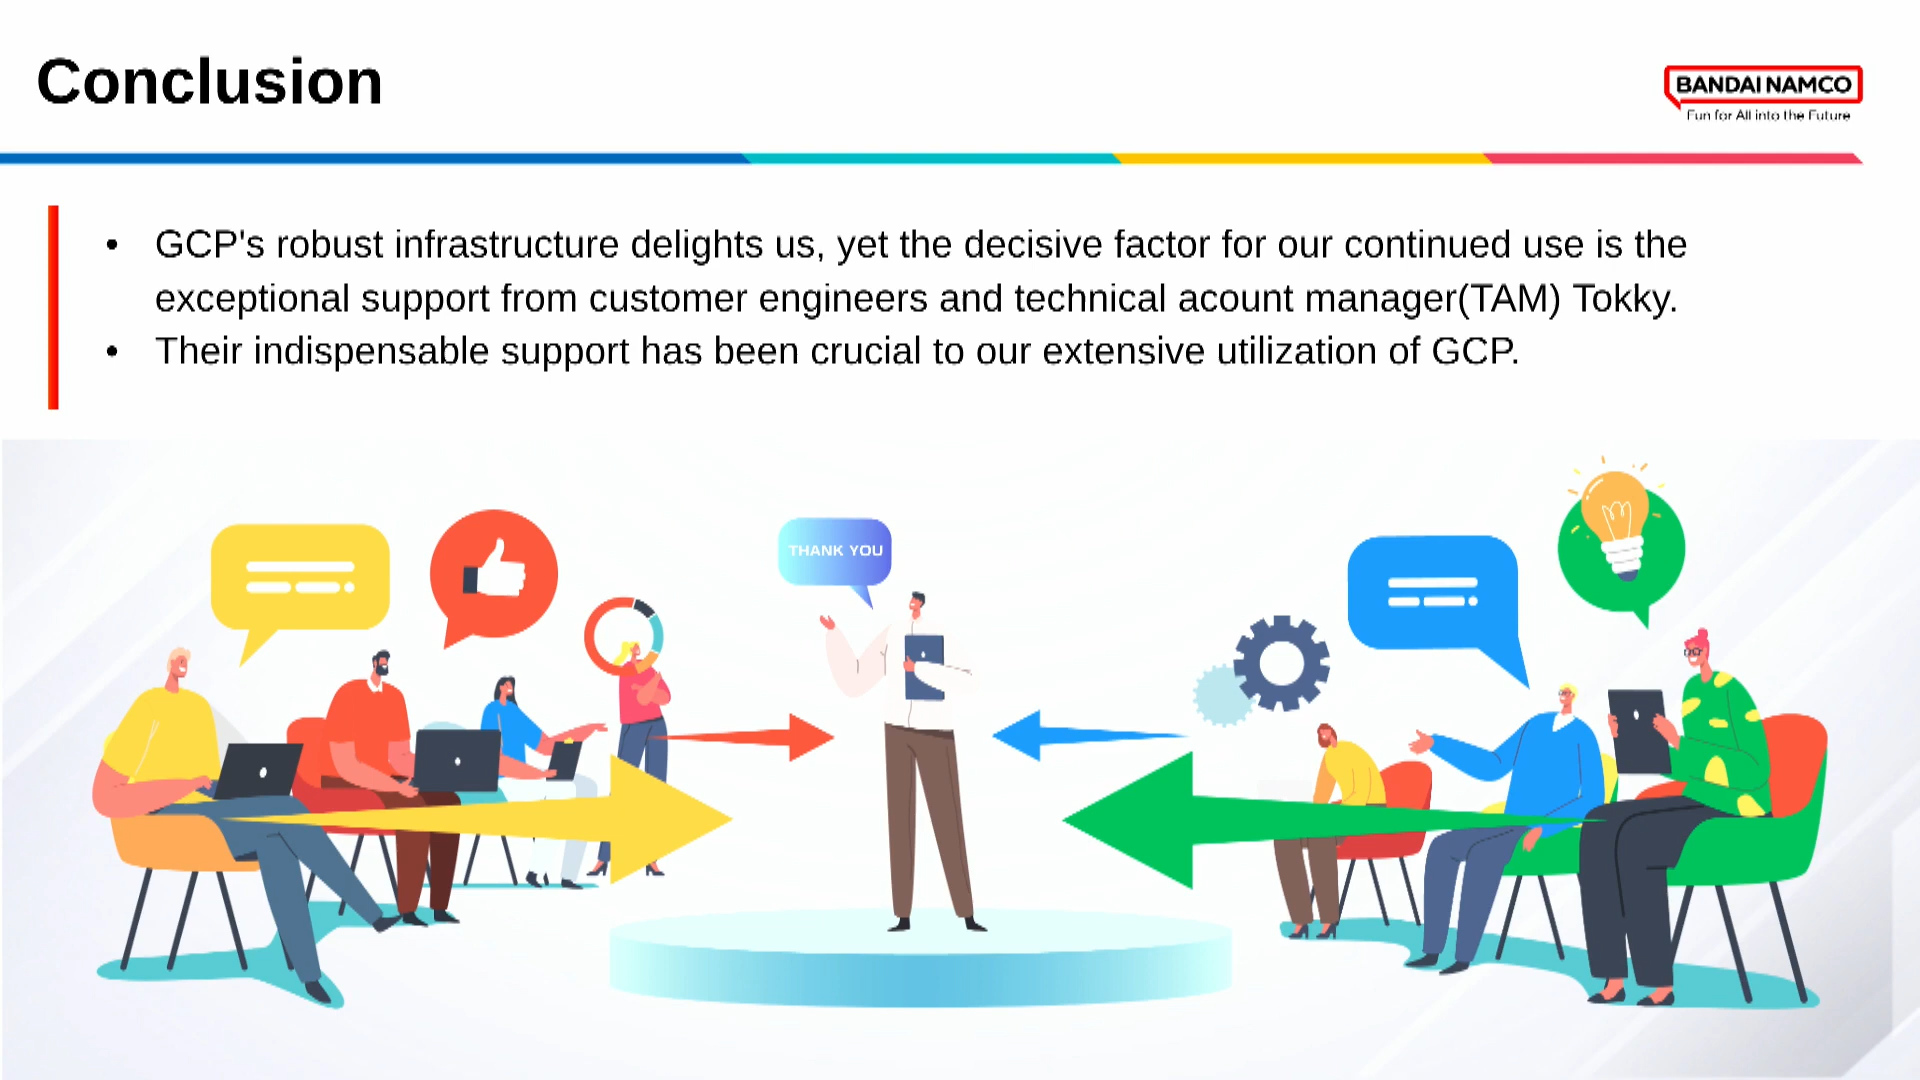 Conclusion
BANDAI NAMCO
Fun for All into the Future
• GCP's robust infrastructure delights us, yet the decisive factor for our continued use is the
exceptional support from customer engineers and technical acount manager(TAM) Tokky.
• Their indispensable support has been crucial to our extensive utilization of GCP.
THANK YOU